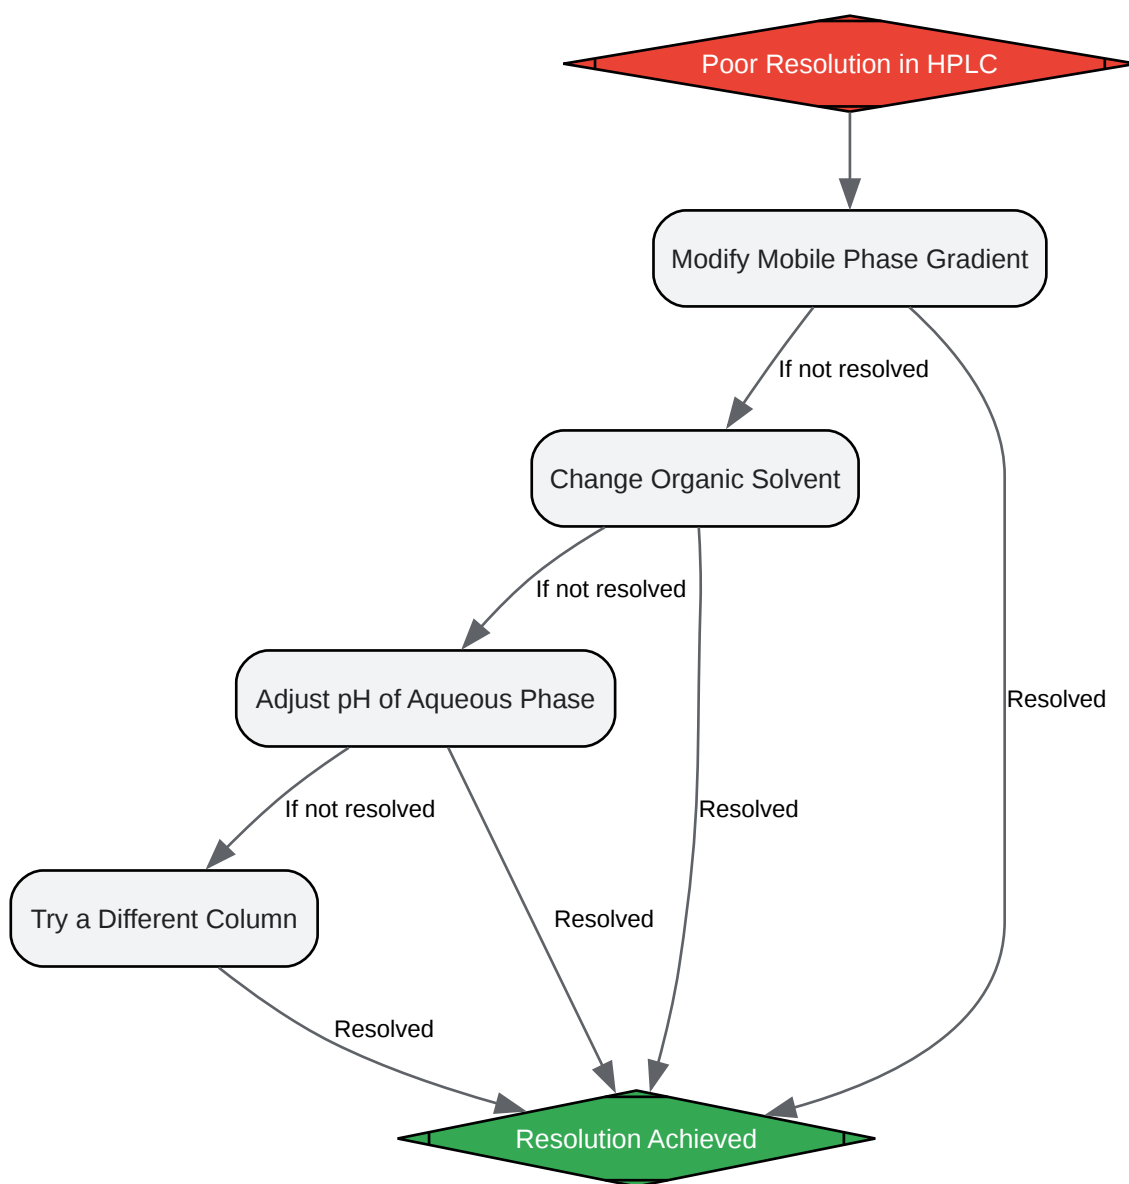 Poor Resolution in HPLC
Modify Mobile Phase Gradient
If not resolved
Change Organic Solvent
If not resolved
Adjust pH of Aqueous Phase
Resolved
If not resolved
Resolved
Try a Different Column
Resolved
Resolved
Resolution Achieved